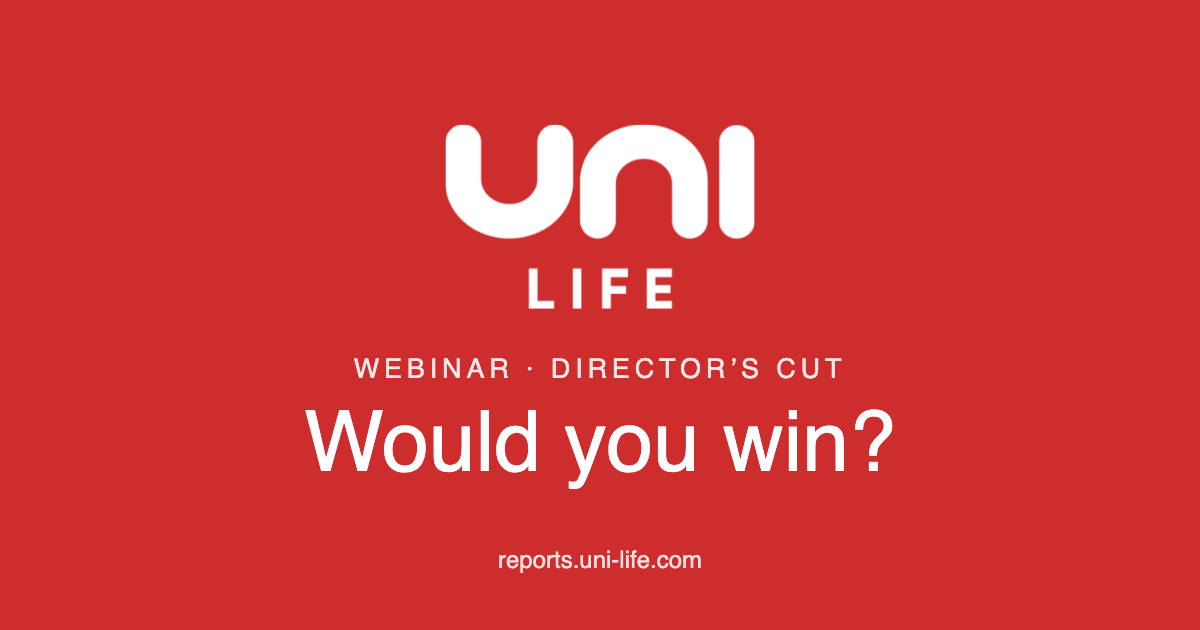 UNI
LIFE
WEBINAR · DIRECTOR’S CUT
Would you win?
reports.uni-life.com